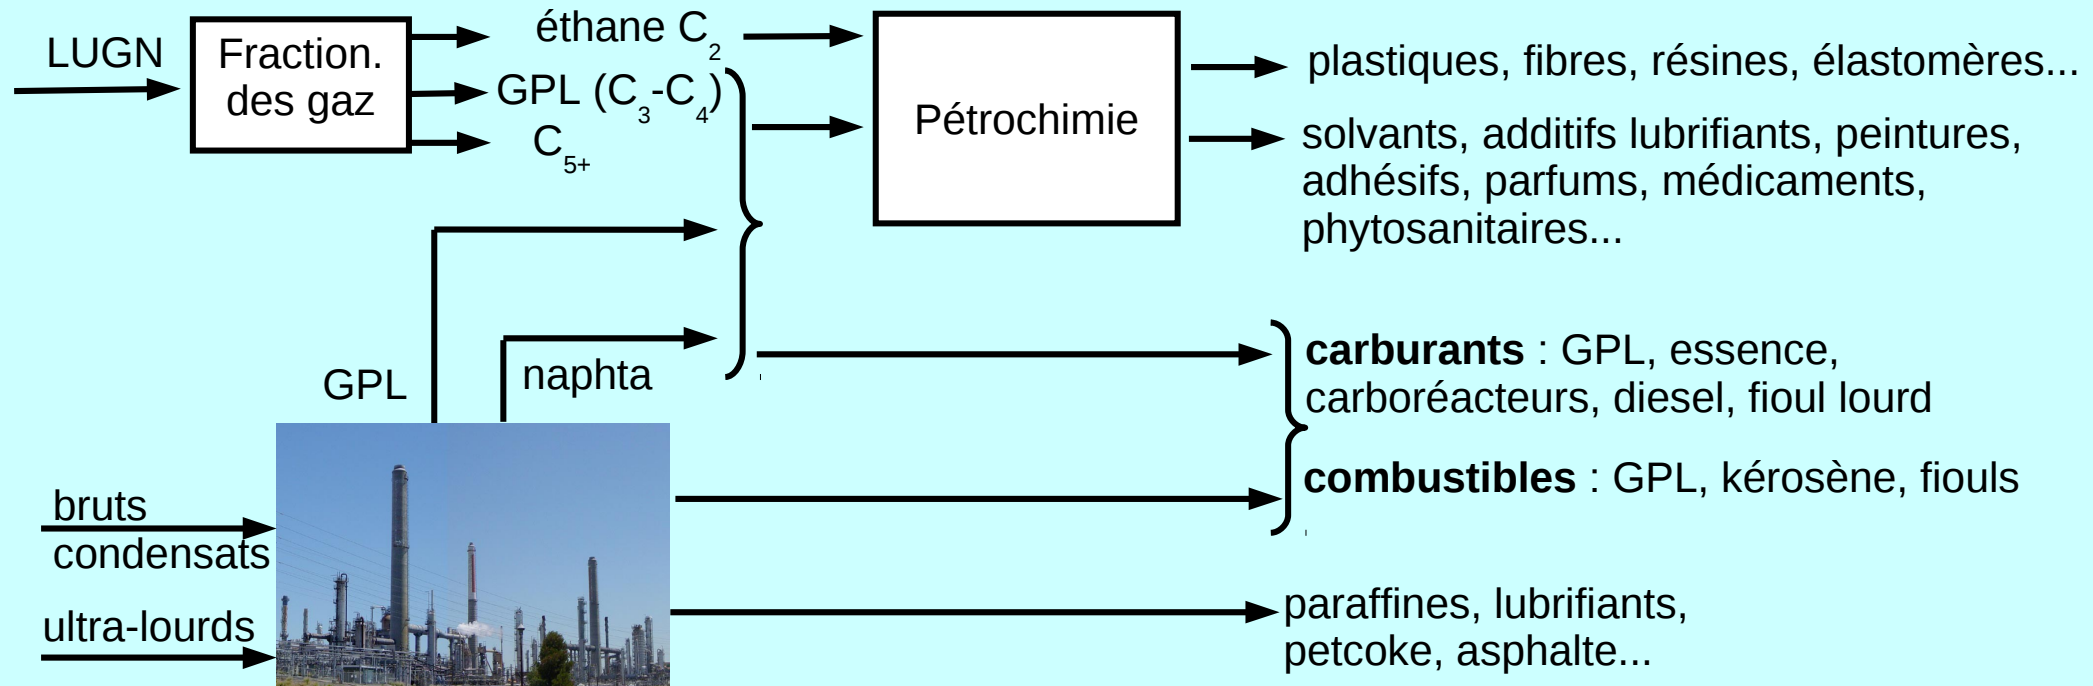 LUGN
Fraction.
des gaz
éthane C2
GPL (C3-C4)
C5+
Pétrochimie
plastiques, fibres, résines, élastomères...
solvants, additifs lubrifiants, peintures,
adhésifs, parfums, médicaments,
phytosanitaires...
GPL
naphta
carburants : GPL, essence,
carboréacteurs, diesel, fioul lourd
combustibles : GPL, kérosène, fiouls
bruts
condensats
ultra-lourds
paraffines, lubrifiants,
petcoke, asphalte...